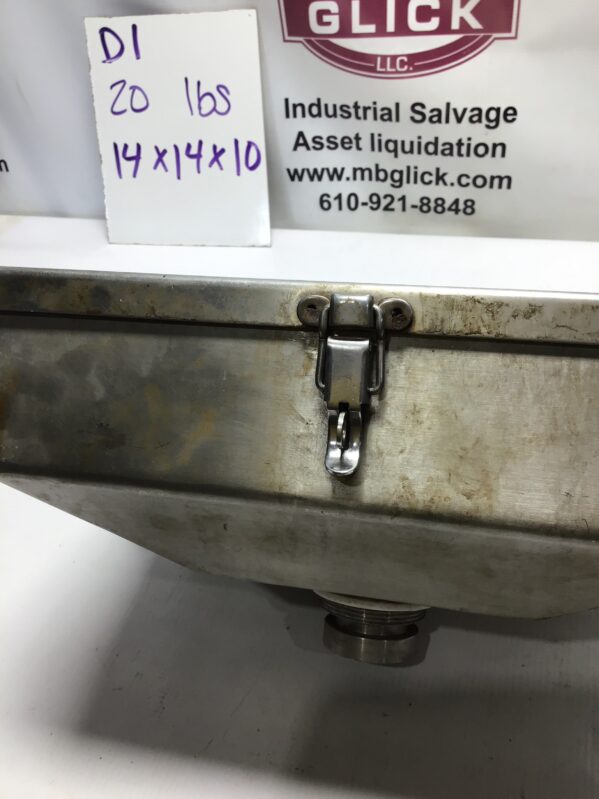 D1
20 lbs
14x14x10
GLICK
LLC.
Industrial Salvage
Asset liquidation
www.mbglick.com
610-921-8848